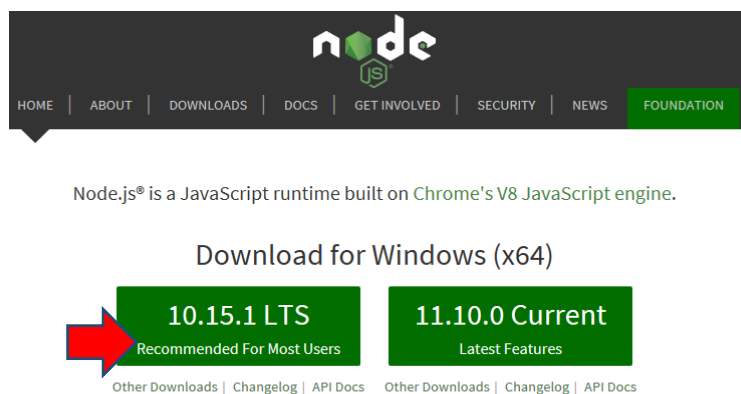 node
JS
HOME | ABOUT | DOWNLOADS | DOCS | GET INVOLVED | SECURITY | NEWS FOUNDATION
Node.js® is a JavaScript runtime built on Chrome's V8 JavaScript engine.
Download for Windows (x64)
10.15.1 LTS 11.10.0 Current
Recommended For Most Users Latest Features
Other Downloads | Changelog | API Docs Other Downloads | Changelog | API Docs